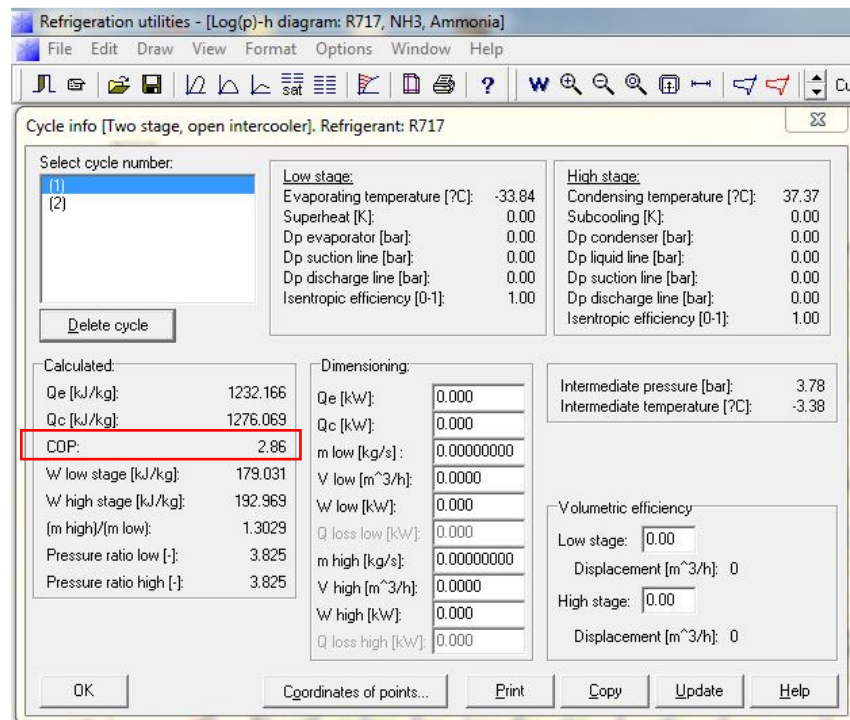 Refrigeration utilities - [Log(p)-h diagram: R717, NH3, Ammonia]
File Edit Draw View Format Options Window Help
sat ? W Cu
Cycle info [Two stage, open intercooler]. Refrigerant: R717
Select cycle number:
(1)
(2)
Delete cycle
Low stage:
Evaporating temperature [?C]: -33.84
Superheat [K]: 0.00
Dp evaporator [bar]: 0.00
Dp suction line [bar]: 0.00
Dp discharge line [bar]: 0.00
Isentropic efficiency [0-1]: 1.00
High stage:
Condensing temperature [?C]: 37.37
Subcooling [K]: 0.00
Dp condenser [bar]: 0.00
Dp liquid line [bar]: 0.00
Dp suction line [bar]: 0.00
Dp discharge line [bar]: 0.00
Isentropic efficiency [0-1]: 1.00
Calculated:
Qe [kJ/kg]: 1232.166
Qc [kJ/kg]: 1276.069
COP: 2.86
W low stage [kJ/kg]: 179.031
W high stage [kJ/kg]: 192.969
(m high)/(m low): 1.3029
Pressure ratio low [-]: 3.825
Pressure ratio high [-]: 3.825
Dimensioning:
Qe [kW]: 0.000
Qc [kW]: 0.000
m low [kg/s] : 0.00000000
V low [m^3/h]: 0.0000
W low [kW]: 0.000
Q loss low [kW]: 0.000
m high [kg/s]: 0.00000000
V high [m^3/h]: 0.0000
W high [kW]: 0.000
Q loss high [kW]: 0.000
Intermediate pressure [bar]: 3.78
Intermediate temperature [?C]: -3.38
Volumetric efficiency
Low stage: 0.00
Displacement [m^3/h]: 0
High stage: 0.00
Displacement [m^3/h]: 0
OK Coordinates of points... Print Copy Update Help